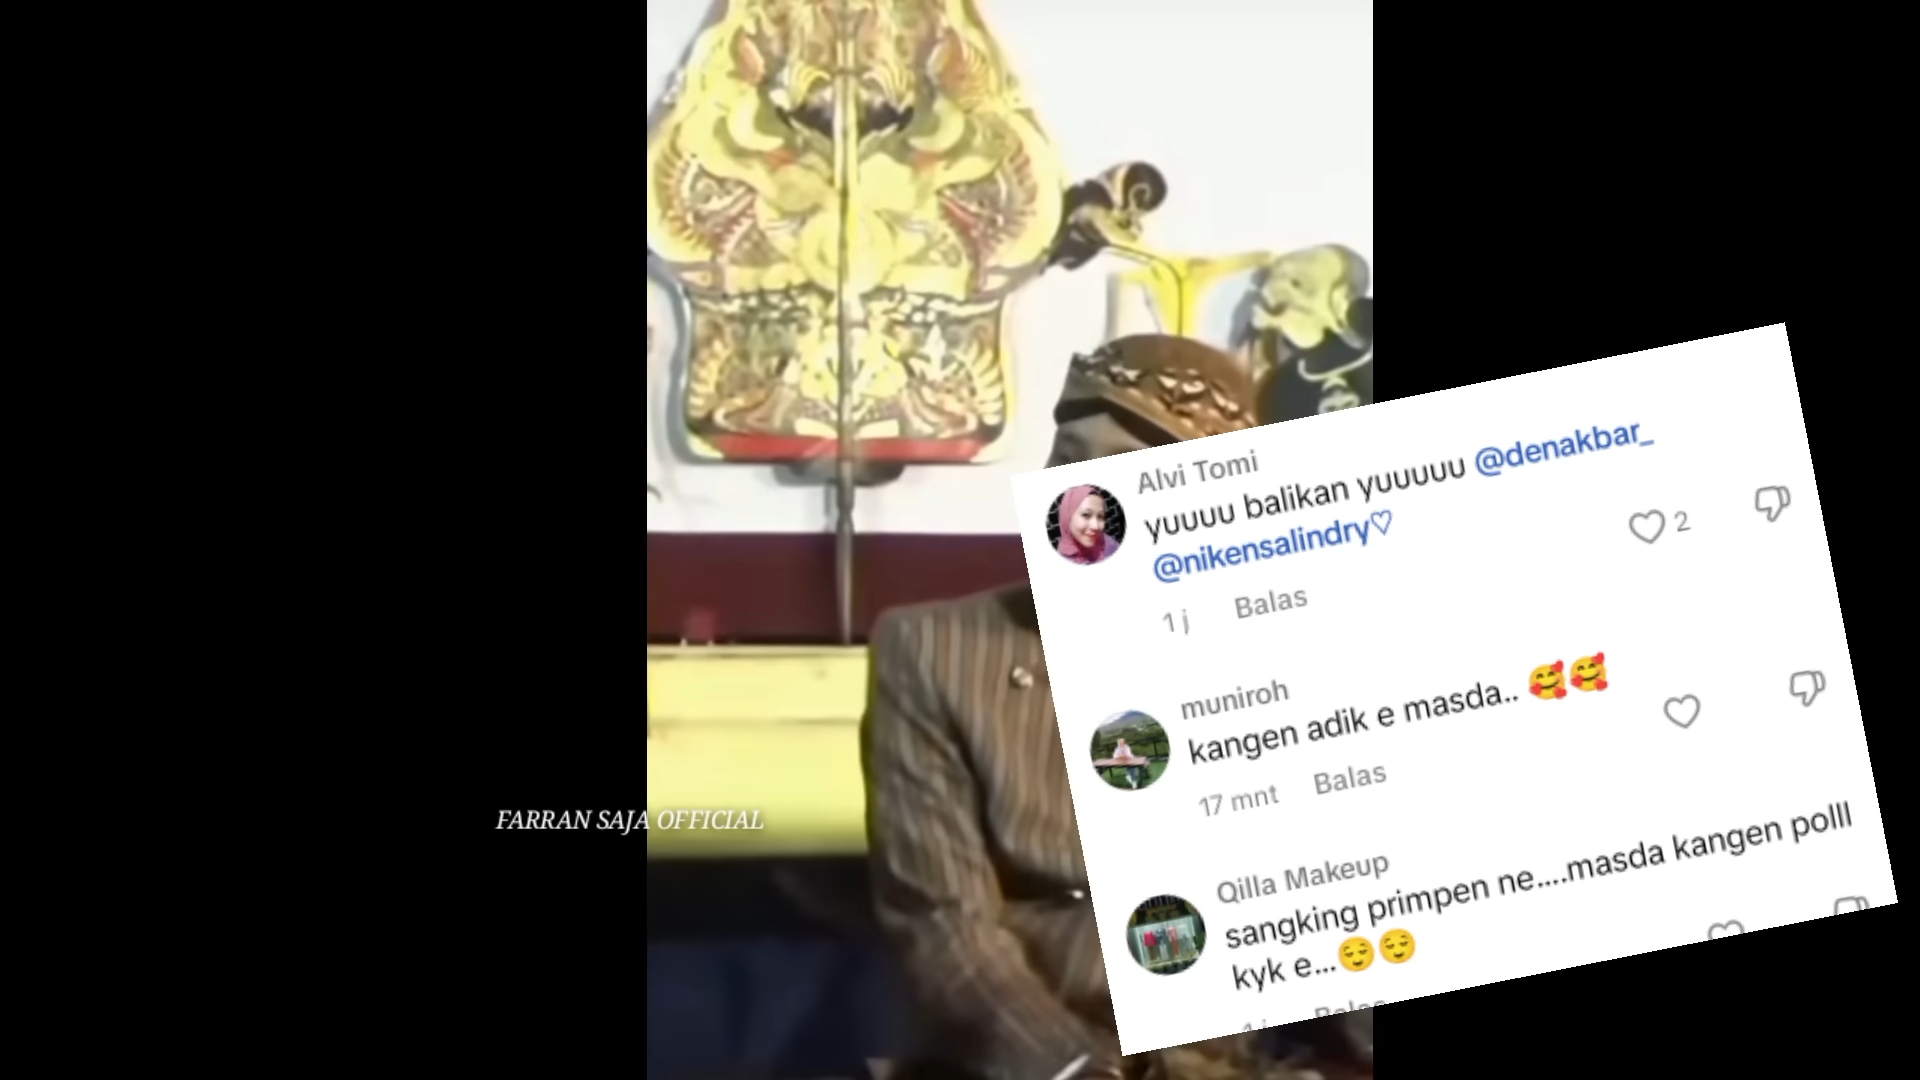 Alvi Tomi
yuuuu balikan yuuuuu @denakbar_
@nikensalindry♡
2
1 j Balas
muniroh
kangen adik e masda.. 🥰🥰
17 mnt Balas
Qilla Makeup
sangking primpen ne....masda kangen polll
kyk e...😌😌
FARRAN SAJA OFFICIAL